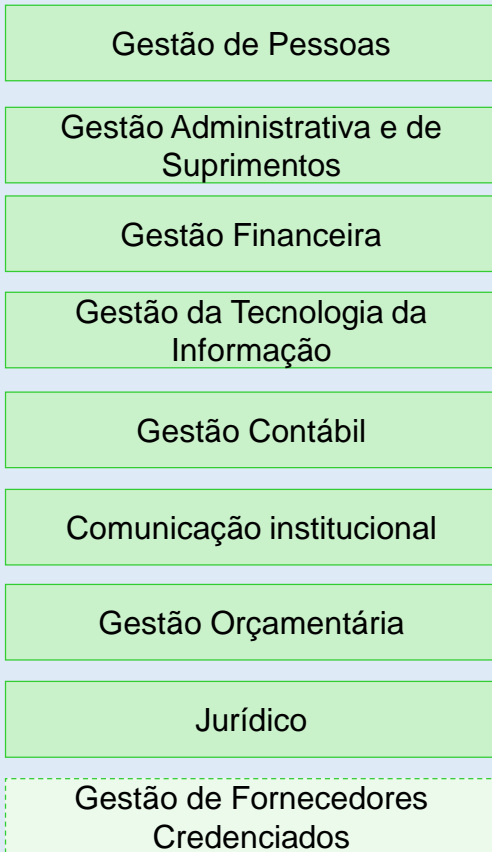 Gestão de Pessoas
Gestão Administrativa e de
Suprimentos
Gestão Financeira
Gestão da Tecnologia da
Informação
Gestão Contábil
Comunicação institucional
Gestão Orçamentária
Jurídico
Gestão de Fornecedores
Credenciados